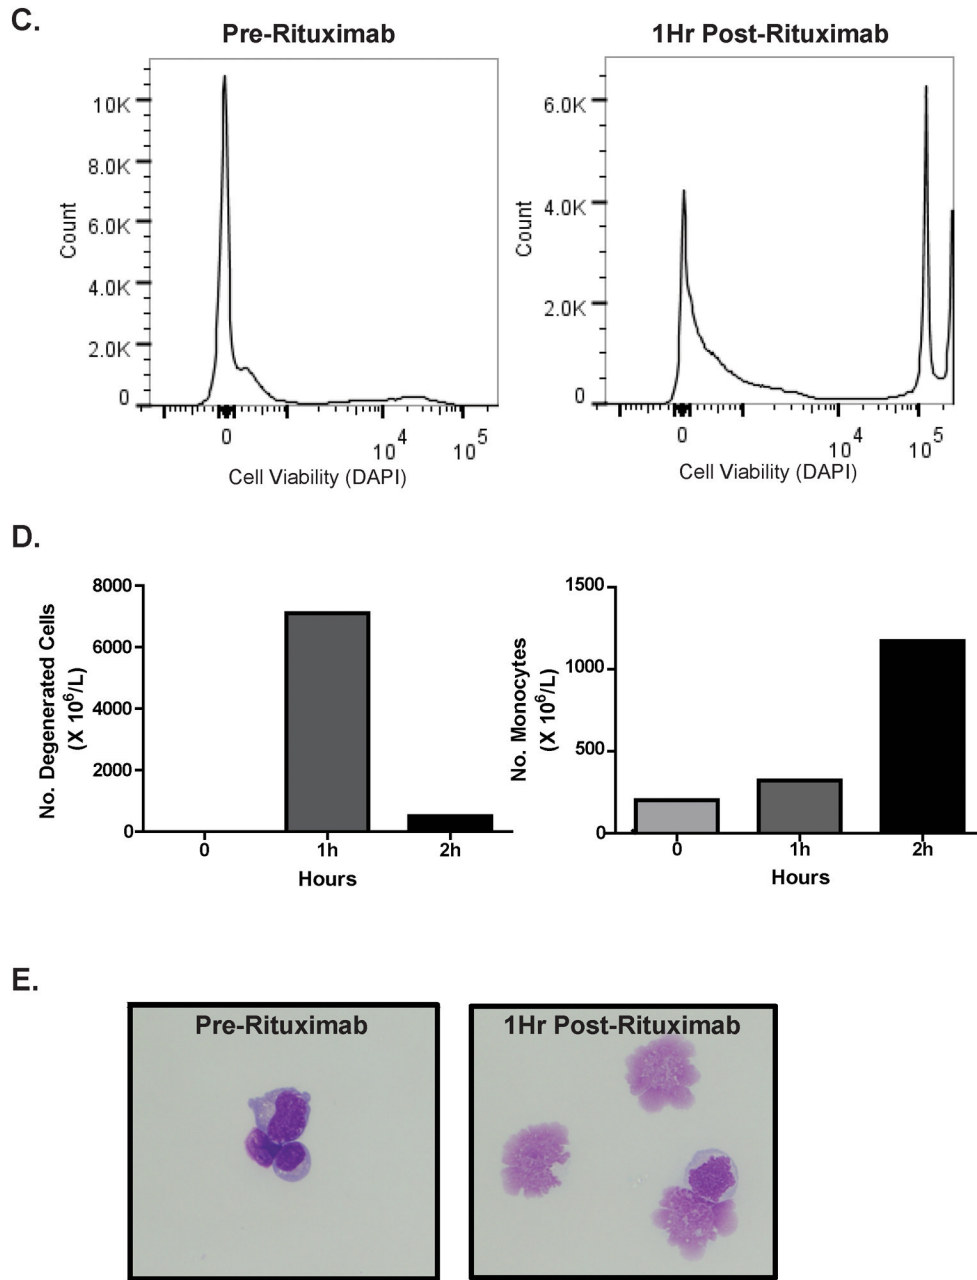 C.
Pre-Rituximab
1Hr Post-Rituximab
10K
8.0K
6.0K
4.0K
2.0K
0
Count
0
10^4
10^5
Cell Viability (DAPI)
6.0K
4.0K
2.0K
0
Count
0
10^4
10^5
Cell Viability (DAPI)
D.
8000
6000
4000
2000
0
No. Degenerated Cells
(X 10^6/L)
0
1h
2h
Hours
1500
1000
500
0
No. Monocytes
(X 10^6/L)
0
1h
2h
Hours
E.
Pre-Rituximab
1Hr Post-Rituximab